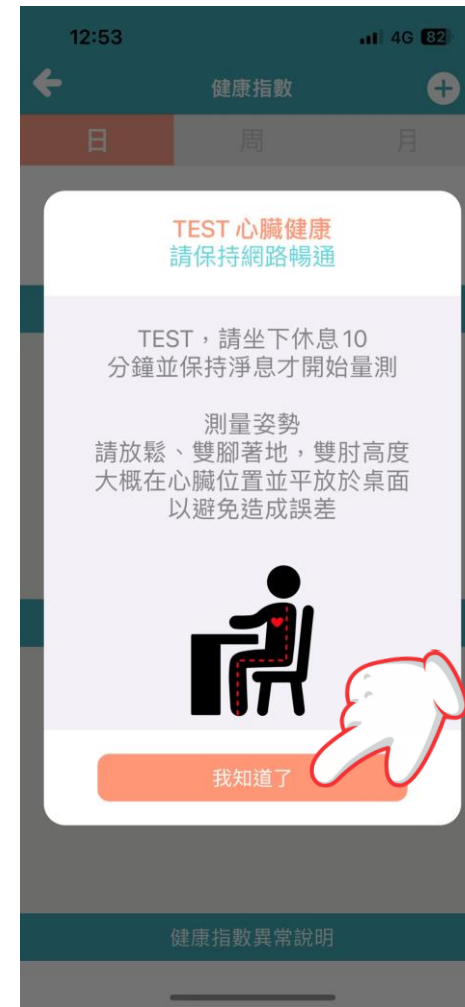 12:53
4G 82
健康指數
日
周
月
TEST 心臟健康
請保持網路暢通
TEST，請坐下休息10
分鐘並保持淨息才開始量測
測量姿勢
請放鬆、雙腳著地，雙肘高度
大概在心臟位置並平放於桌面
以避免造成誤差
我知道了
健康指數異常說明